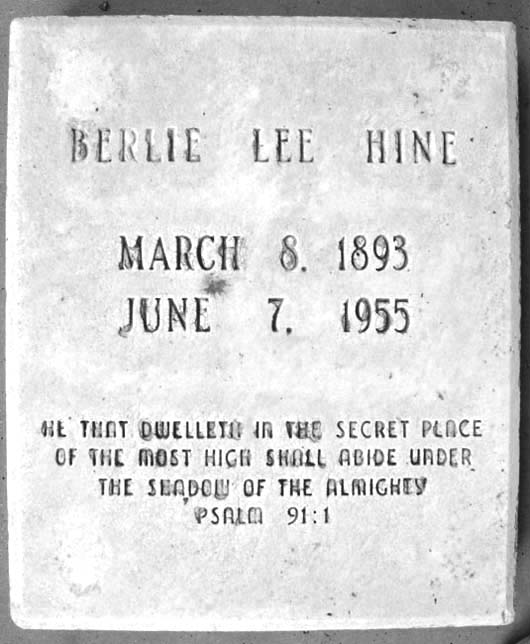 BERLIE LEE HINE
MARCH 8. 1893
JUNE 7. 1955
HE THAT DWELLETH IN THE SECRET PLACE
OF THE MOST HIGH SHALL ABIDE UNDER
THE SHADOW OF THE ALMIGHTY
PSALM 91:1